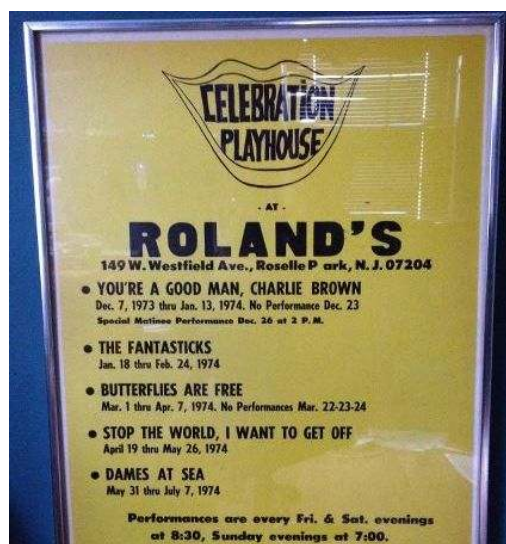 CELEBRATION
PLAYHOUSE
- AT -
ROLAND'S
149 W. Westfield Ave., Roselle P ark, N. J. 07204
• YOU'RE A GOOD MAN, CHARLIE BROWN
Dec. 7, 1973 thru Jan. 13, 1974. No Performance Dec. 23
Special Matinee Performance Dec. 26 at 2 P. M.
• THE FANTASTICKS
Jan. 18 thru Feb. 24, 1974
• BUTTERFLIES ARE FREE
Mar. 1 thru Apr. 7, 1974. No Performances Mar. 22-23-24
• STOP THE WORLD, I WANT TO GET OFF
April 19 thru May 26, 1974
• DAMES AT SEA
May 31 thru July 7, 1974
Performances are every Fri. & Sat. evenings
at 8:30, Sunday evenings at 7:00.